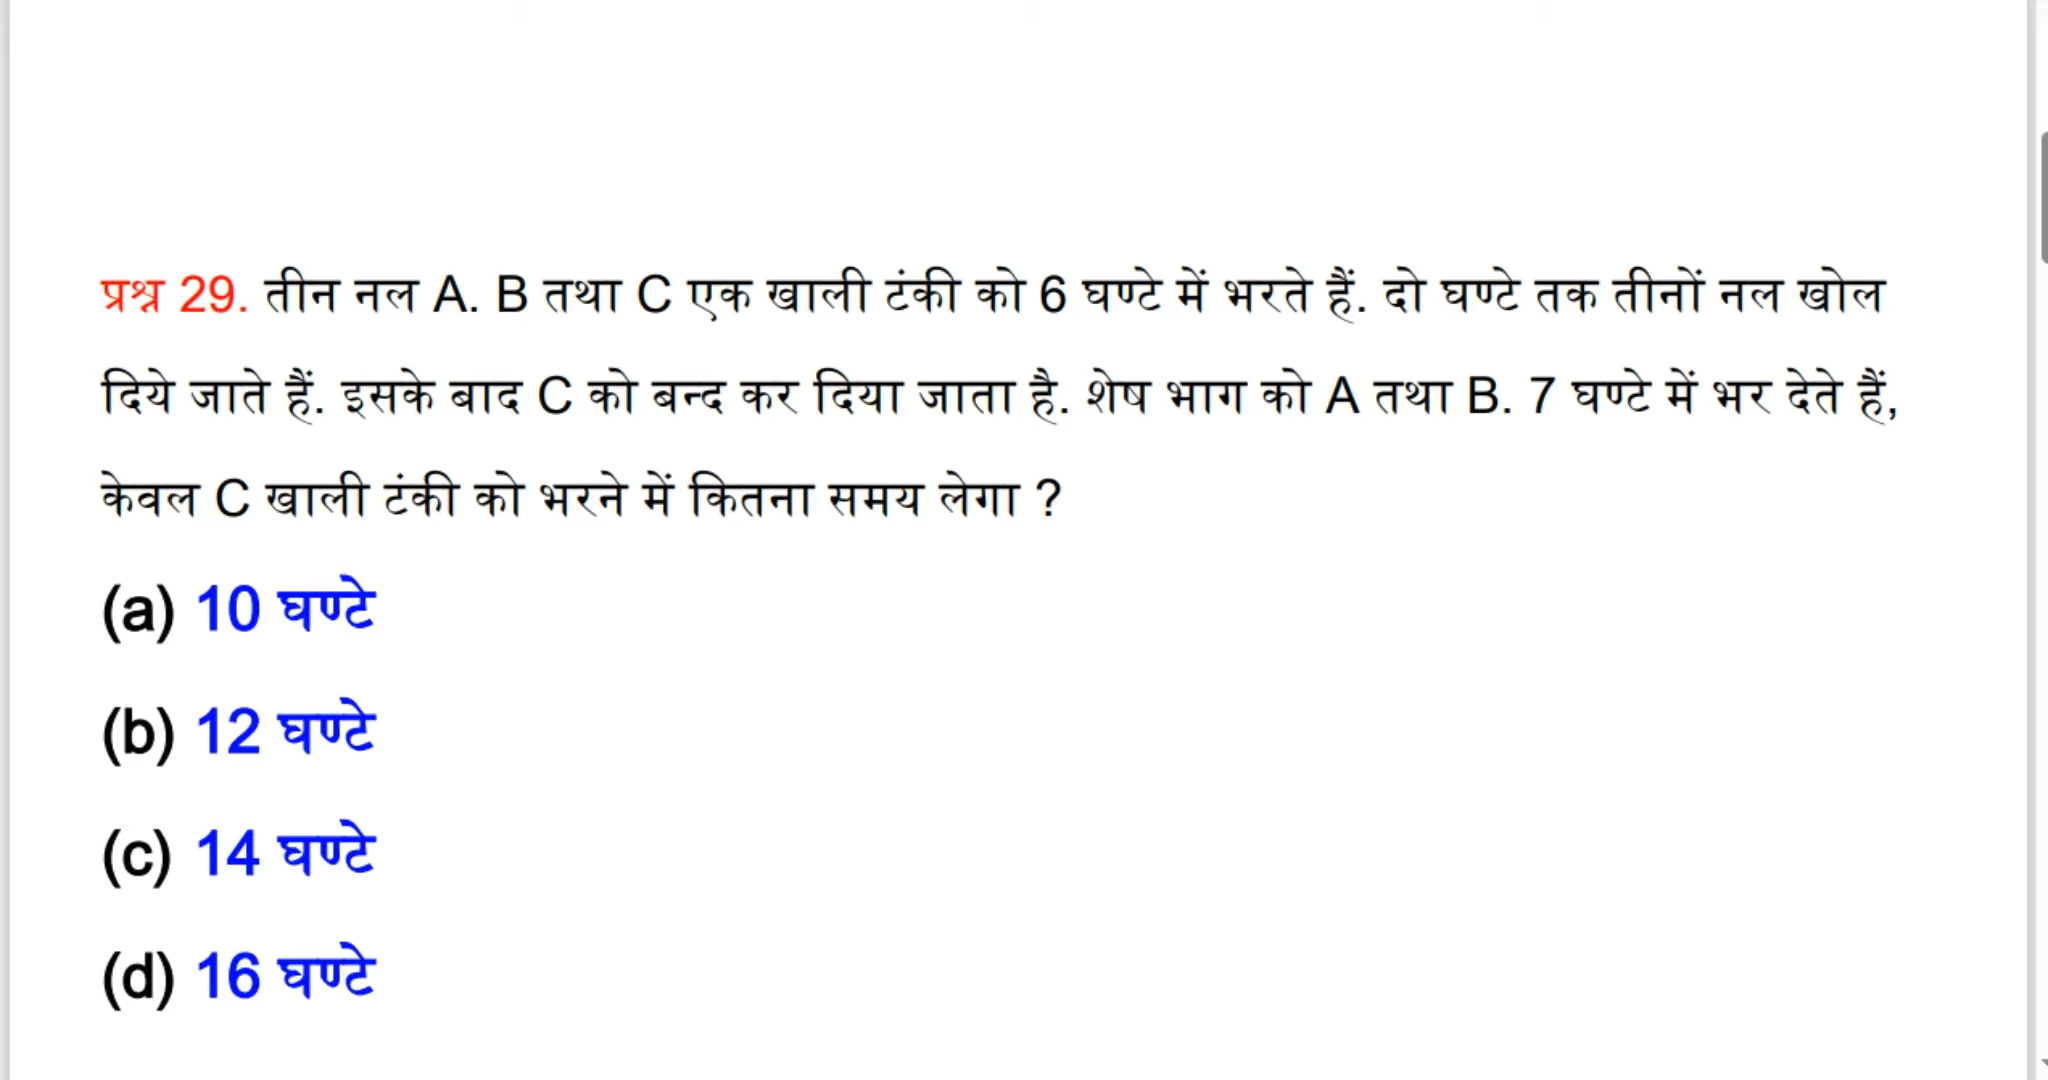 प्रश्न 29. तीन नल A. B तथा C एक खाली टंकी को 6 घण्टे में भरते हैं. दो घण्टे तक तीनों नल खोल
दिये जाते हैं. इसके बाद C को बन्द कर दिया जाता है. शेष भाग को A तथा B. 7 घण्टे में भर देते हैं,
केवल C खाली टंकी को भरने में कितना समय लेगा ?
(a) 10 घण्टे
(b) 12 घण्टे
(c) 14 घण्टे
(d) 16 घण्टे